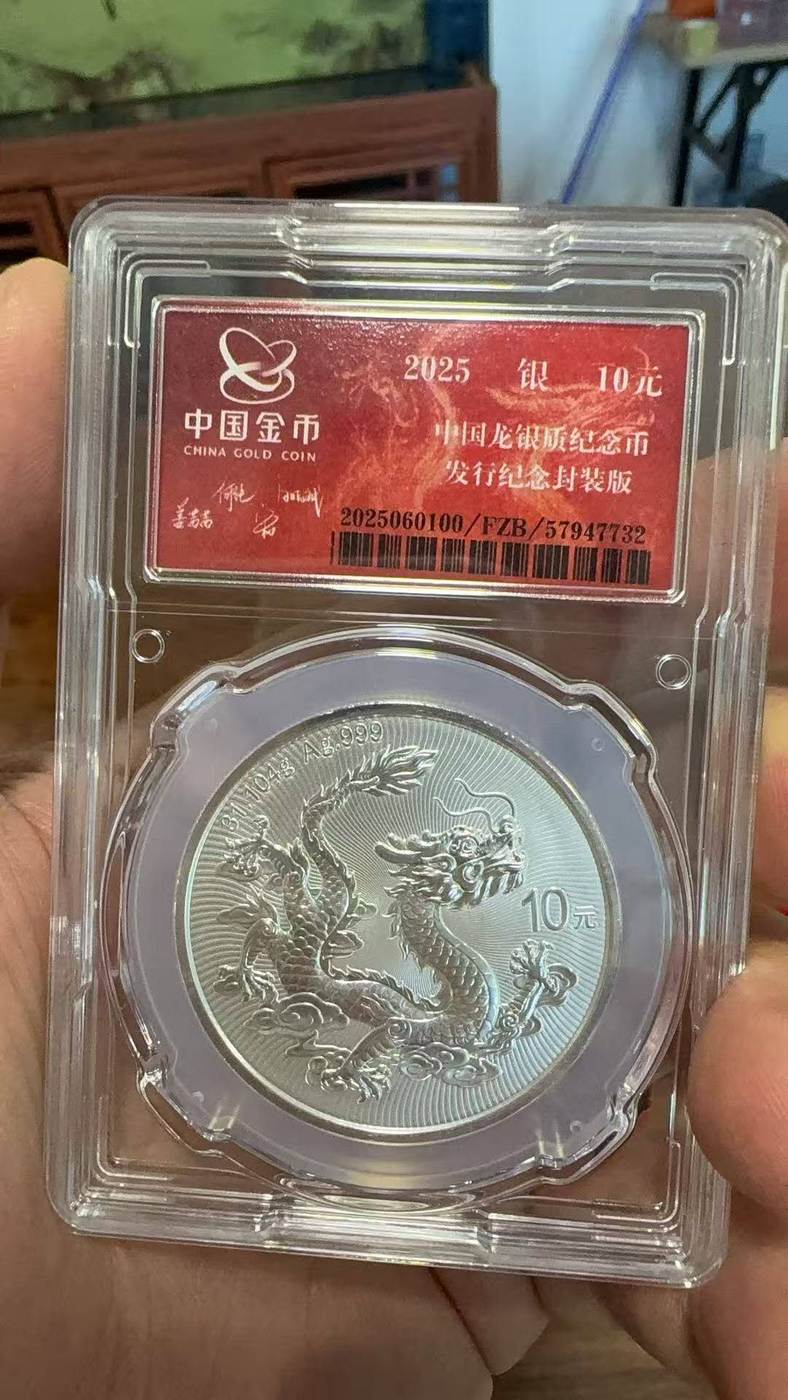 中国金币
CHINA GOLD COIN
2025 银 10元
中国龙银质纪念币
发行纪念封装版
2025060100/FZB/57947732
31.104g Ag.999
10元